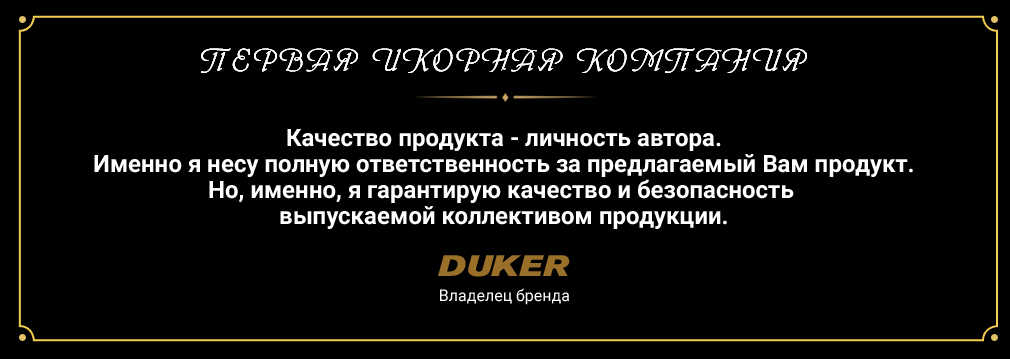 ПЕРВАЯ ИКОРНАЯ КОМПАНИЯ
Качество продукта - личность автора.
Именно я несу полную ответственность за предлагаемый Вам продукт.
Но, именно, я гарантирую качество и безопасность
выпускаемой коллективом продукции.
DUKER
Владелец бренда